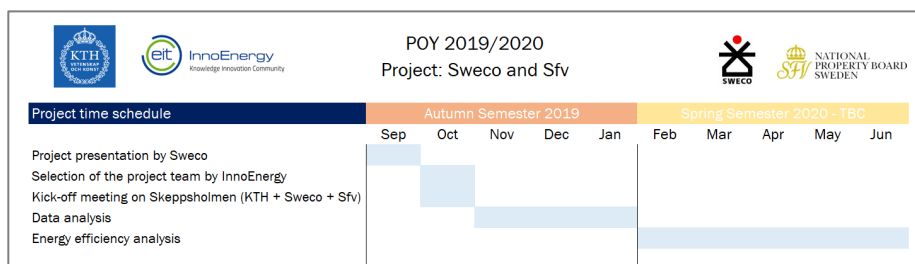 KTH
VETENSKAP
OCH KONST
eit
InnoEnergy
Knowledge Innovation Community
POY 2019/2020
Project: Sweco and Sfv
SWECO
SFV
NATIONAL
PROPERTY BOARD
SWEDEN
Project time schedule
Autumn Semester 2019
Spring Semester 2020 - TBC
Sep Oct Nov Dec Jan Feb Mar Apr May Jun
Project presentation by Sweco
Selection of the project team by InnoEnergy
Kick-off meeting on Skeppsholmen (KTH + Sweco + Sfv)
Data analysis
Energy efficiency analysis